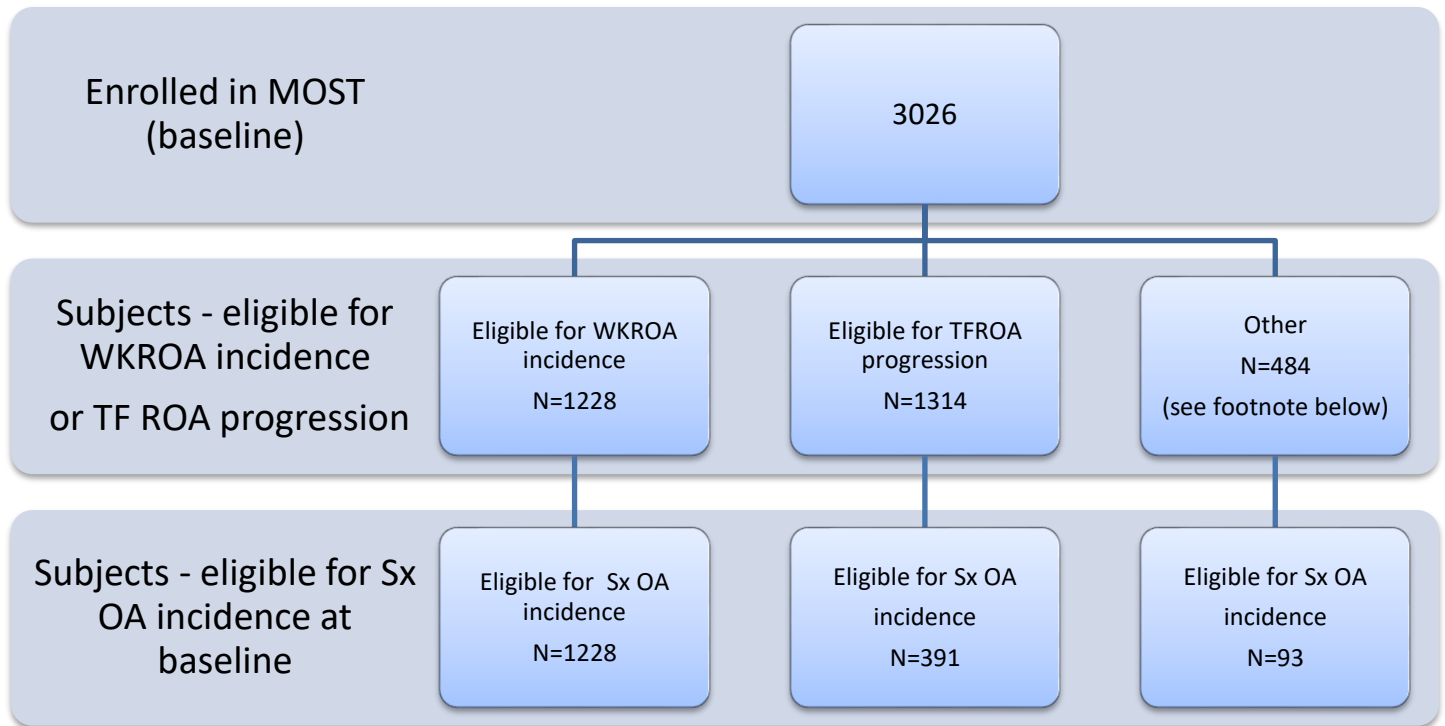 Enrolled in MOST
(baseline)
3026
Subjects - eligible for
WKROA incidence
or TF ROA progression
Eligible for WKROA
incidence
N=1228
Eligible for TFROA
progression
N=1314
Other
N=484
(see footnote below)
Subjects - eligible for Sx
OA incidence at
baseline
Eligible for Sx OA
incidence
N=1228
Eligible for Sx OA
incidence
N=391
Eligible for Sx OA
incidence
N=93